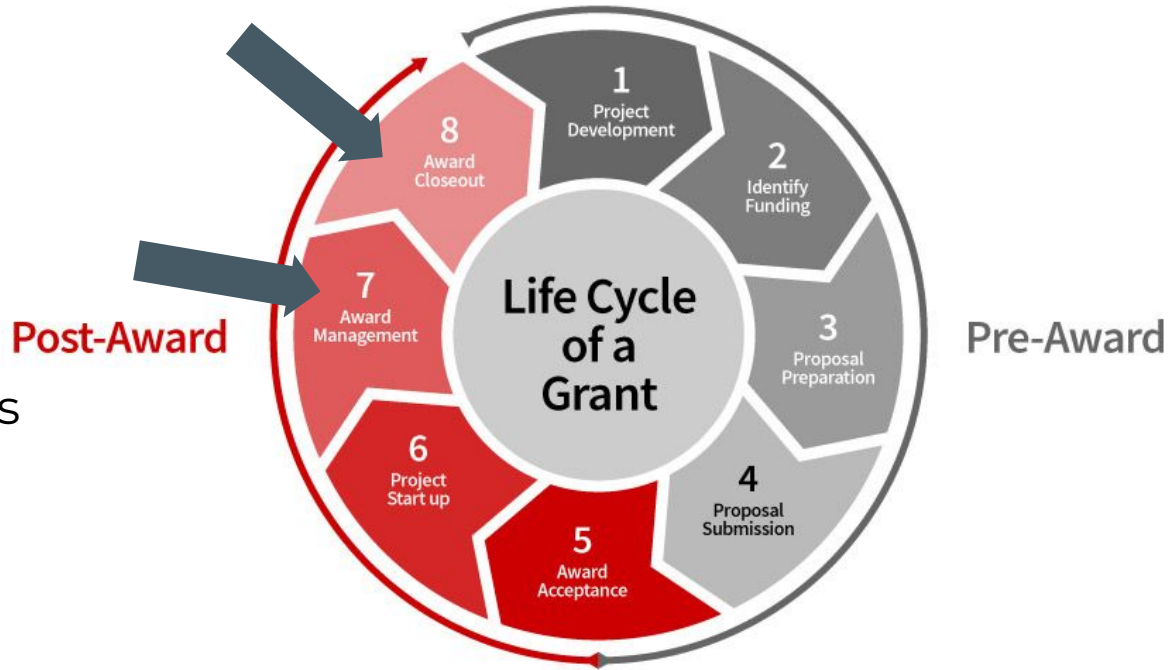 1
Project
Development
2
Identify
Funding
3
Proposal
Preparation
4
Proposal
Submission
5
Award
Acceptance
6
Project
Start up
7
Award
Management
8
Award
Closeout
Life Cycle
of a
Grant
Post-Award
Pre-Award
s